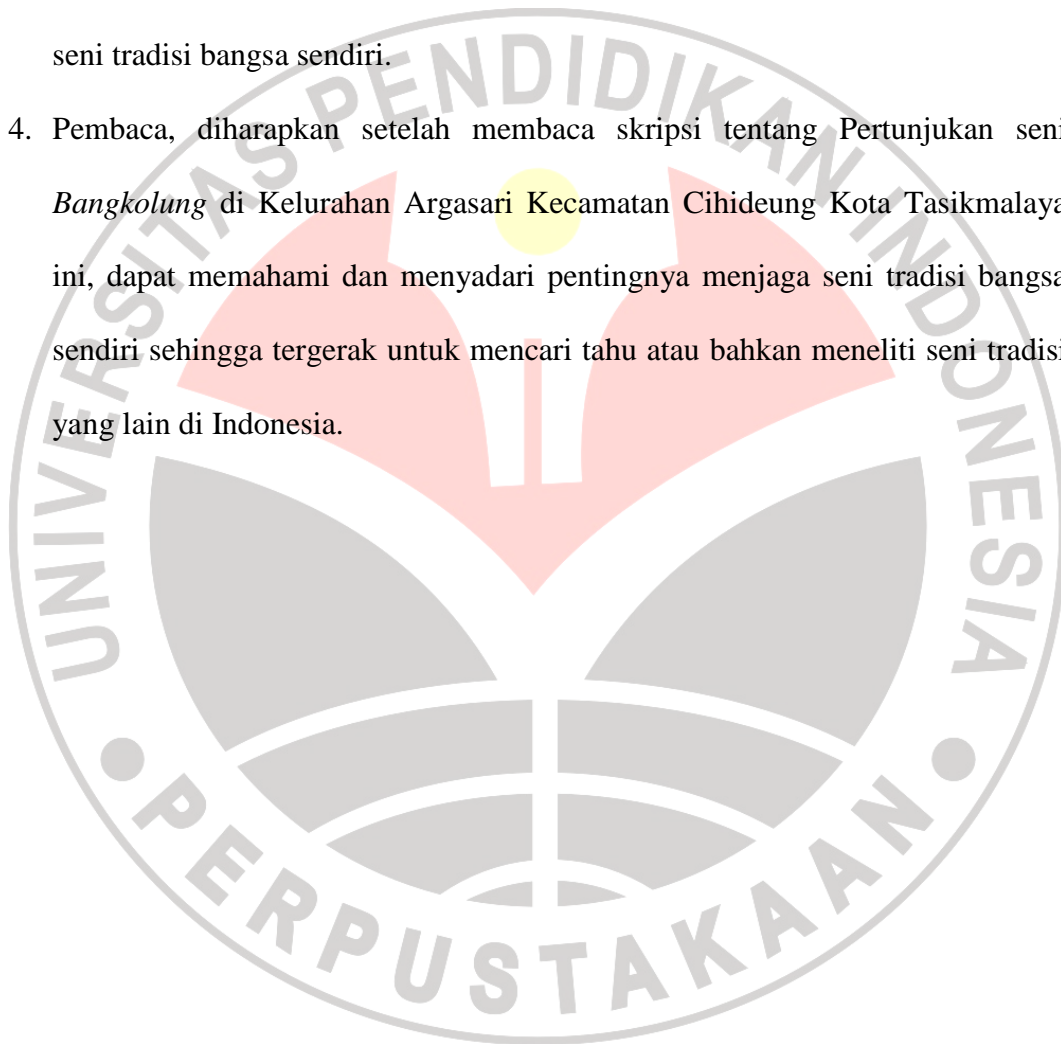 seni tradisi bangsa sendiri.
4. Pembaca, diharapkan setelah membaca skripsi tentang Pertunjukan seni
Bangkolung di Kelurahan Argasari Kecamatan Cihideung Kota Tasikmalaya
ini, dapat memahami dan menyadari pentingnya menjaga seni tradisi bangsa
sendiri sehingga tergerak untuk mencari tahu atau bahkan meneliti seni tradisi
yang lain di Indonesia.
UNIVERSITAS PENDIDIKAN INDONESIA
PERPUSTAKAAN